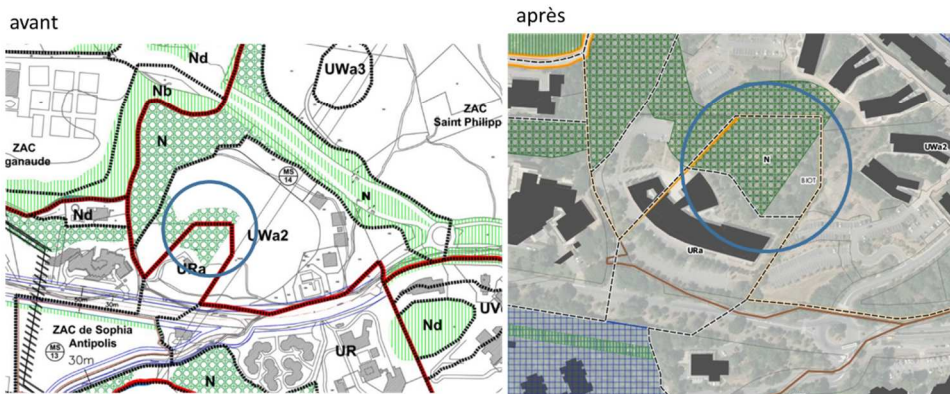 avant
après
Nd
UWa3
Nb
ZAC
Saint Philipp
ZAC
ganaude
N
MS
14
N
Nd
UWa2
URa
30m
ZAC de Sophia
Antipolis
MS
13
30m
UR
Nd
UV
N
N
UWa2
BIOT
URa